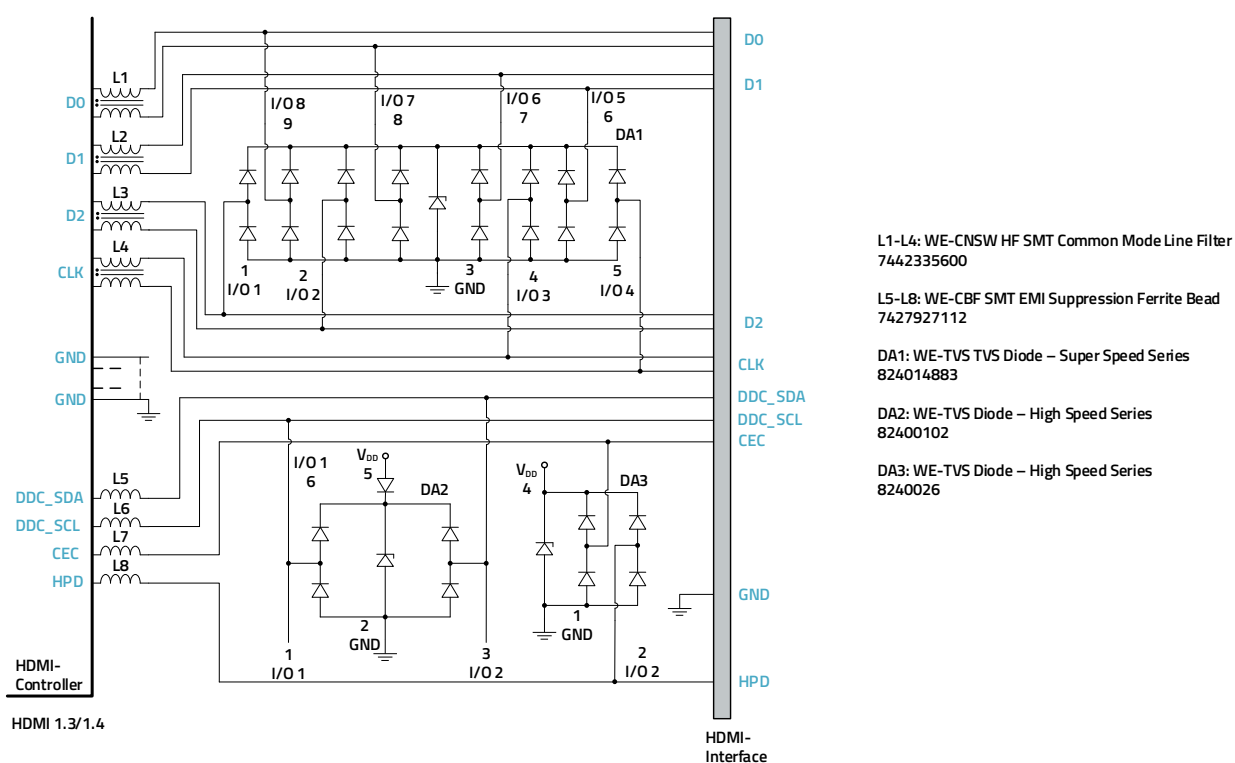 L1
D0
D0
D1
I/O 8
9
I/O 7
8
I/O 6
7
I/O 5
6
DA1
L2
D1
L3
D2
L4
CLK
1
I/O 1
2
I/O 2
3
GND
4
I/O 3
5
I/O 4
D2
CLK
GND
GND
DDC_SDA
DDC_SCL
CEC
I/O 1
6
VDD
5
DA2
VDD
4
DA3
L5
DDC_SDA
L6
DDC_SCL
L7
CEC
L8
HPD
GND
2
GND
1
GND
1
I/O 1
3
I/O 2
2
I/O 2
HPD
HDMI-
Controller
HDMI 1.3/1.4
HDMI-
Interface
L1-L4: WE-CNSW HF SMT Common Mode Line Filter
7442335600
L5-L8: WE-CBF SMT EMI Suppression Ferrite Bead
7427927112
DA1: WE-TVS TVS Diode – Super Speed Series
824014883
DA2: WE-TVS Diode – High Speed Series
82400102
DA3: WE-TVS Diode – High Speed Series
8240026